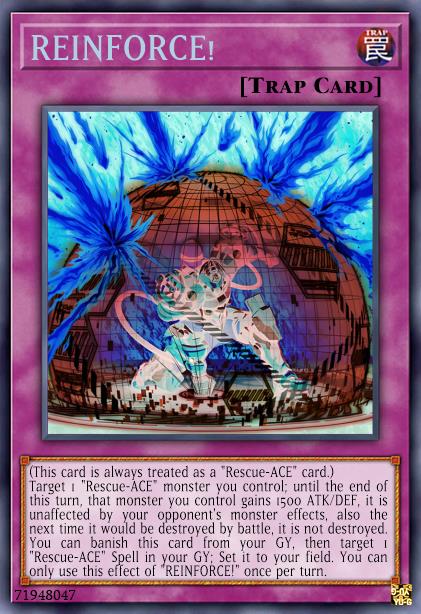 REINFORCE!
TRAP
罠
[TRAP CARD]
(This card is always treated as a "Rescue-ACE" card.)
Target 1 "Rescue-ACE" monster you control; until the end of
this turn, that monster you control gains 1500 ATK/DEF, it is
unaffected by your opponent's monster effects, also the
next time it would be destroyed by battle, it is not destroyed.
You can banish this card from your GY, then target 1
"Rescue-ACE" Spell in your GY; Set it to your field. You can
only use this effect of "REINFORCE!" once per turn.
71948047